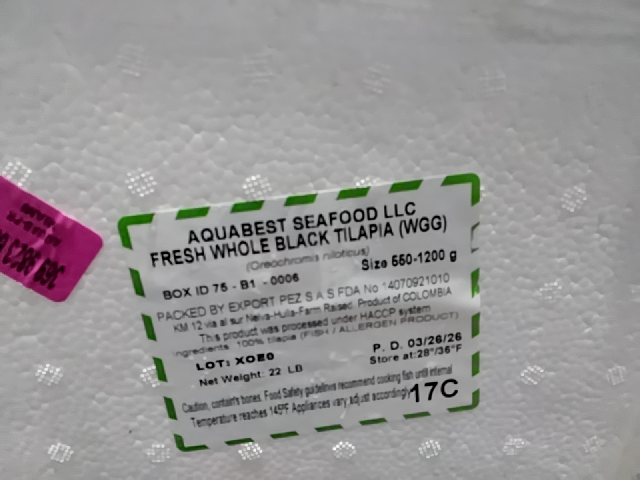 AQUABEST SEAFOOD LLC
FRESH WHOLE BLACK TILAPIA (WGG)
(Oreochromis niloticus)
Size 550-1200 g
BOX ID 75 - B1 - 0006
PACKED BY EXPORT PEZ S A S FDA No 14070921010
KM 12 via al sur Neiva-Huila-Farm Raised. Product of COLOMBIA
This product was processed under HACCP system
Ingredients: 100% tilapia (FISH / ALLERGEN PRODUCT)
LOT: XOE0
P. D. 03/26/26
Net Weight: 22 LB
Store at:28°/36°F
Caution, contain's bones. Food Safety guidelines recommend cooking fish until internal
Temperature reaches 145°F Appliances vary adjust accordingly
17C